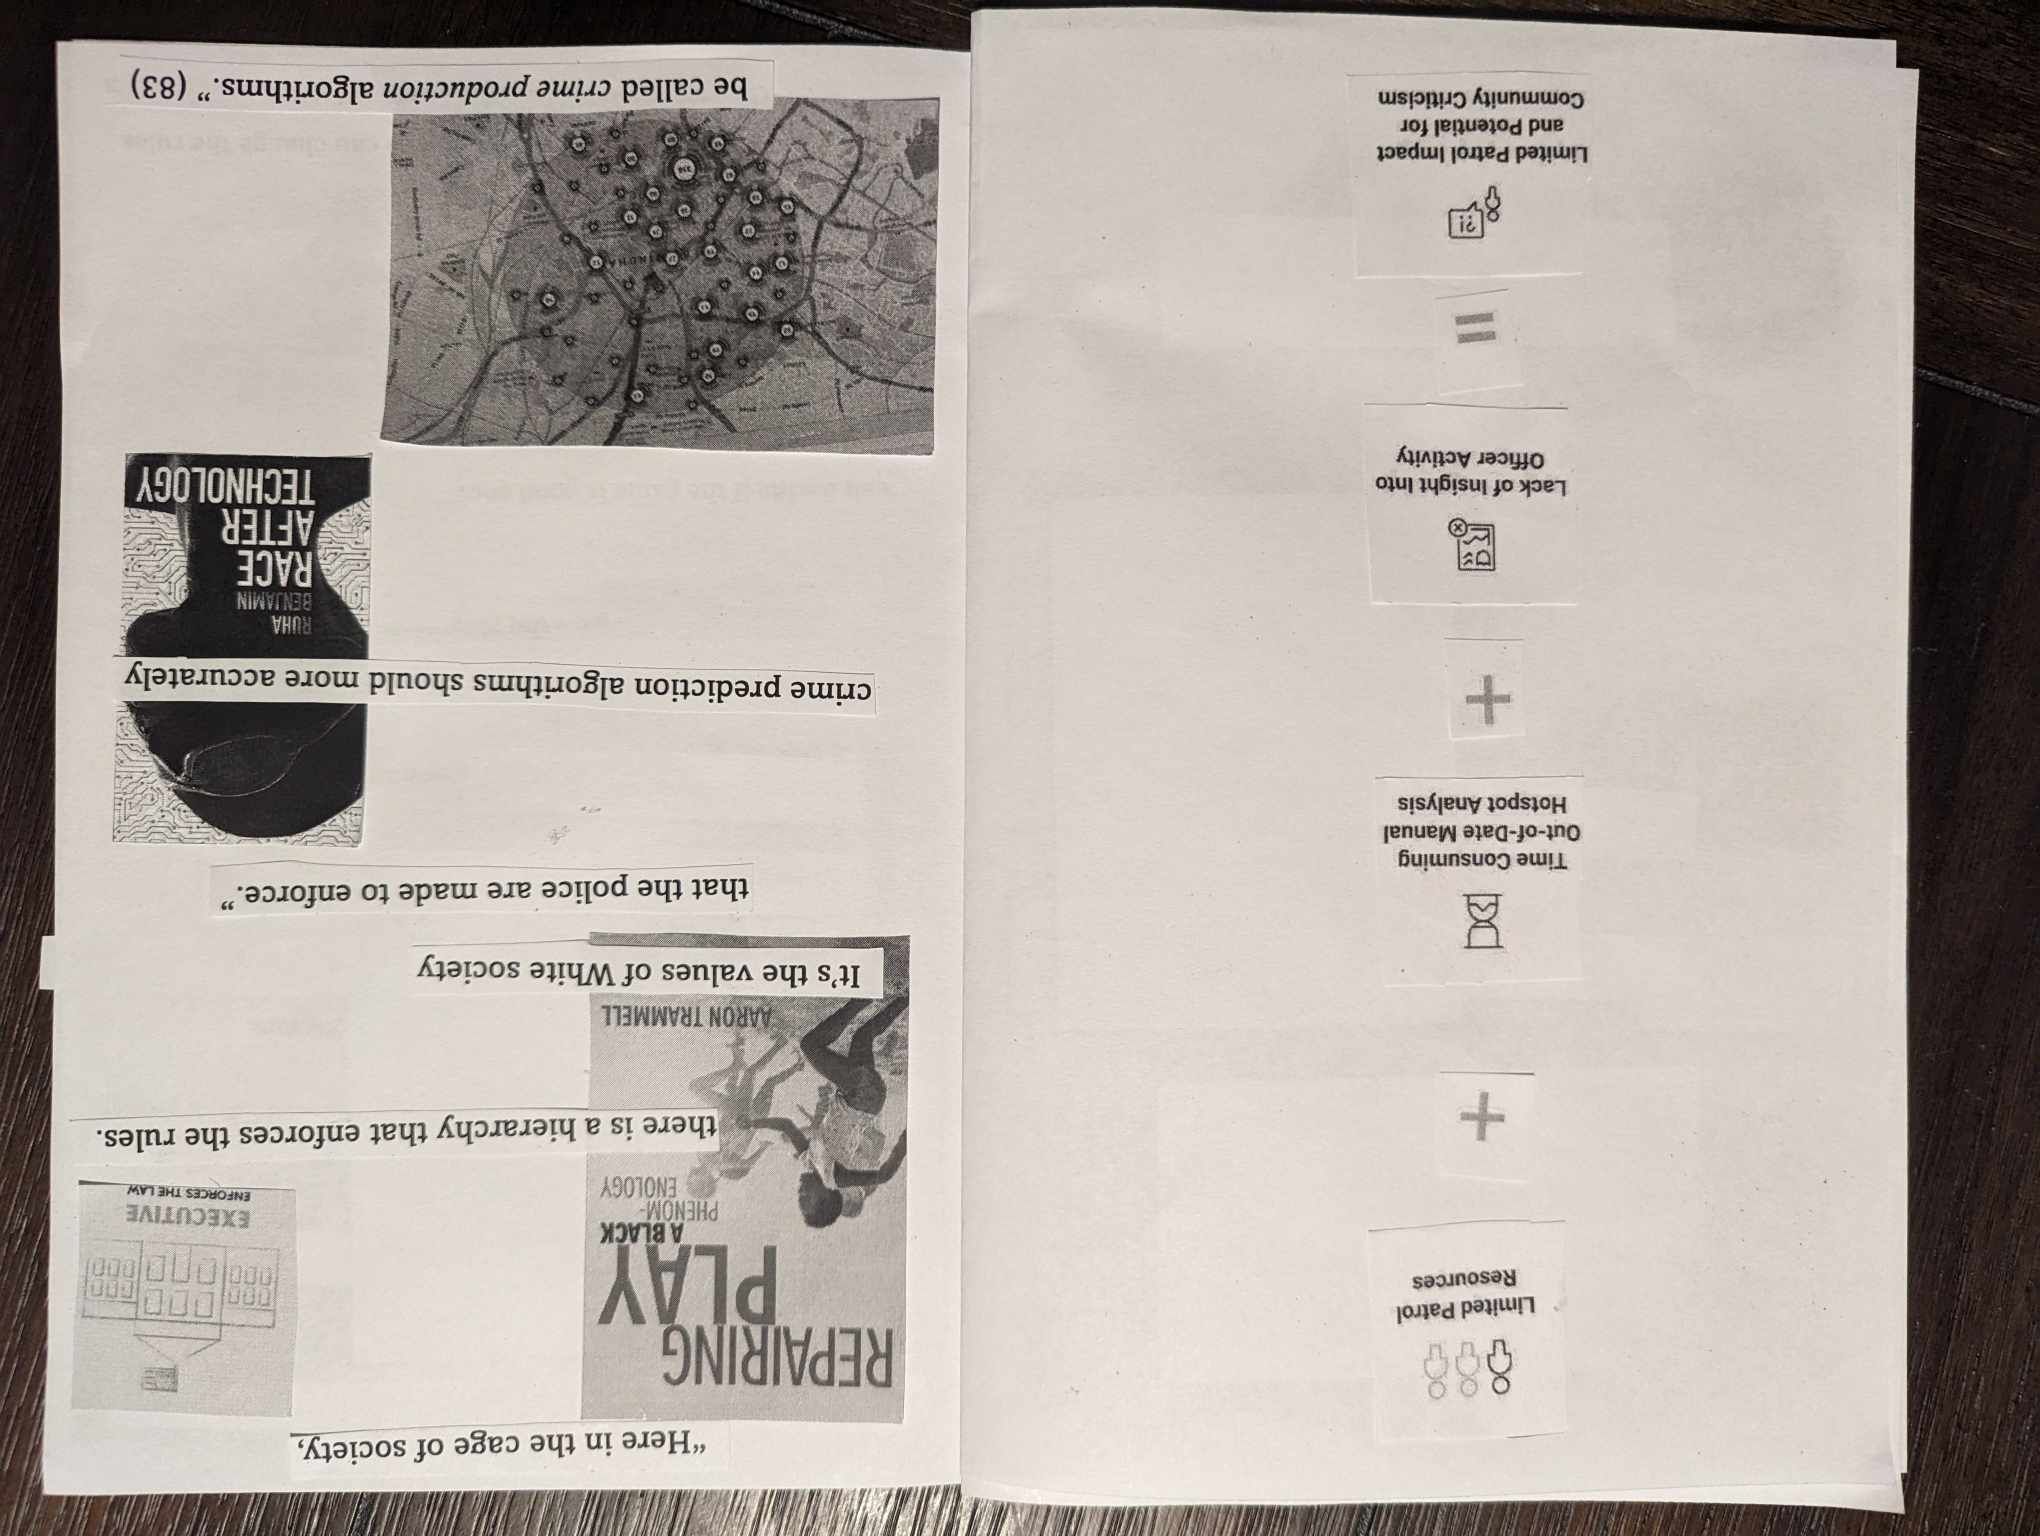 Limited Patrol
Resources
+
Time Consuming
Out-of-Date Manual
Hotspot Analysis
+
Lack of Insight Into
Officer Activity
=
?!
Limited Patrol Impact
and Potential for
Community Criticism
“Here in the cage of society,
REPAIRING
PLAY
A BLACK
PHENOM-
ENOLOGY
EXECUTIVE
ENFORCES THE LAW
there is a hierarchy that enforces the rules.
AARON TRAMMELL
It’s the values of White society
that the police are made to enforce.”
crime prediction algorithms should more accurately
RUHA
BENJAMIN
RACE
AFTER
TECHNOLOGY
be called crime production algorithms.” (83)